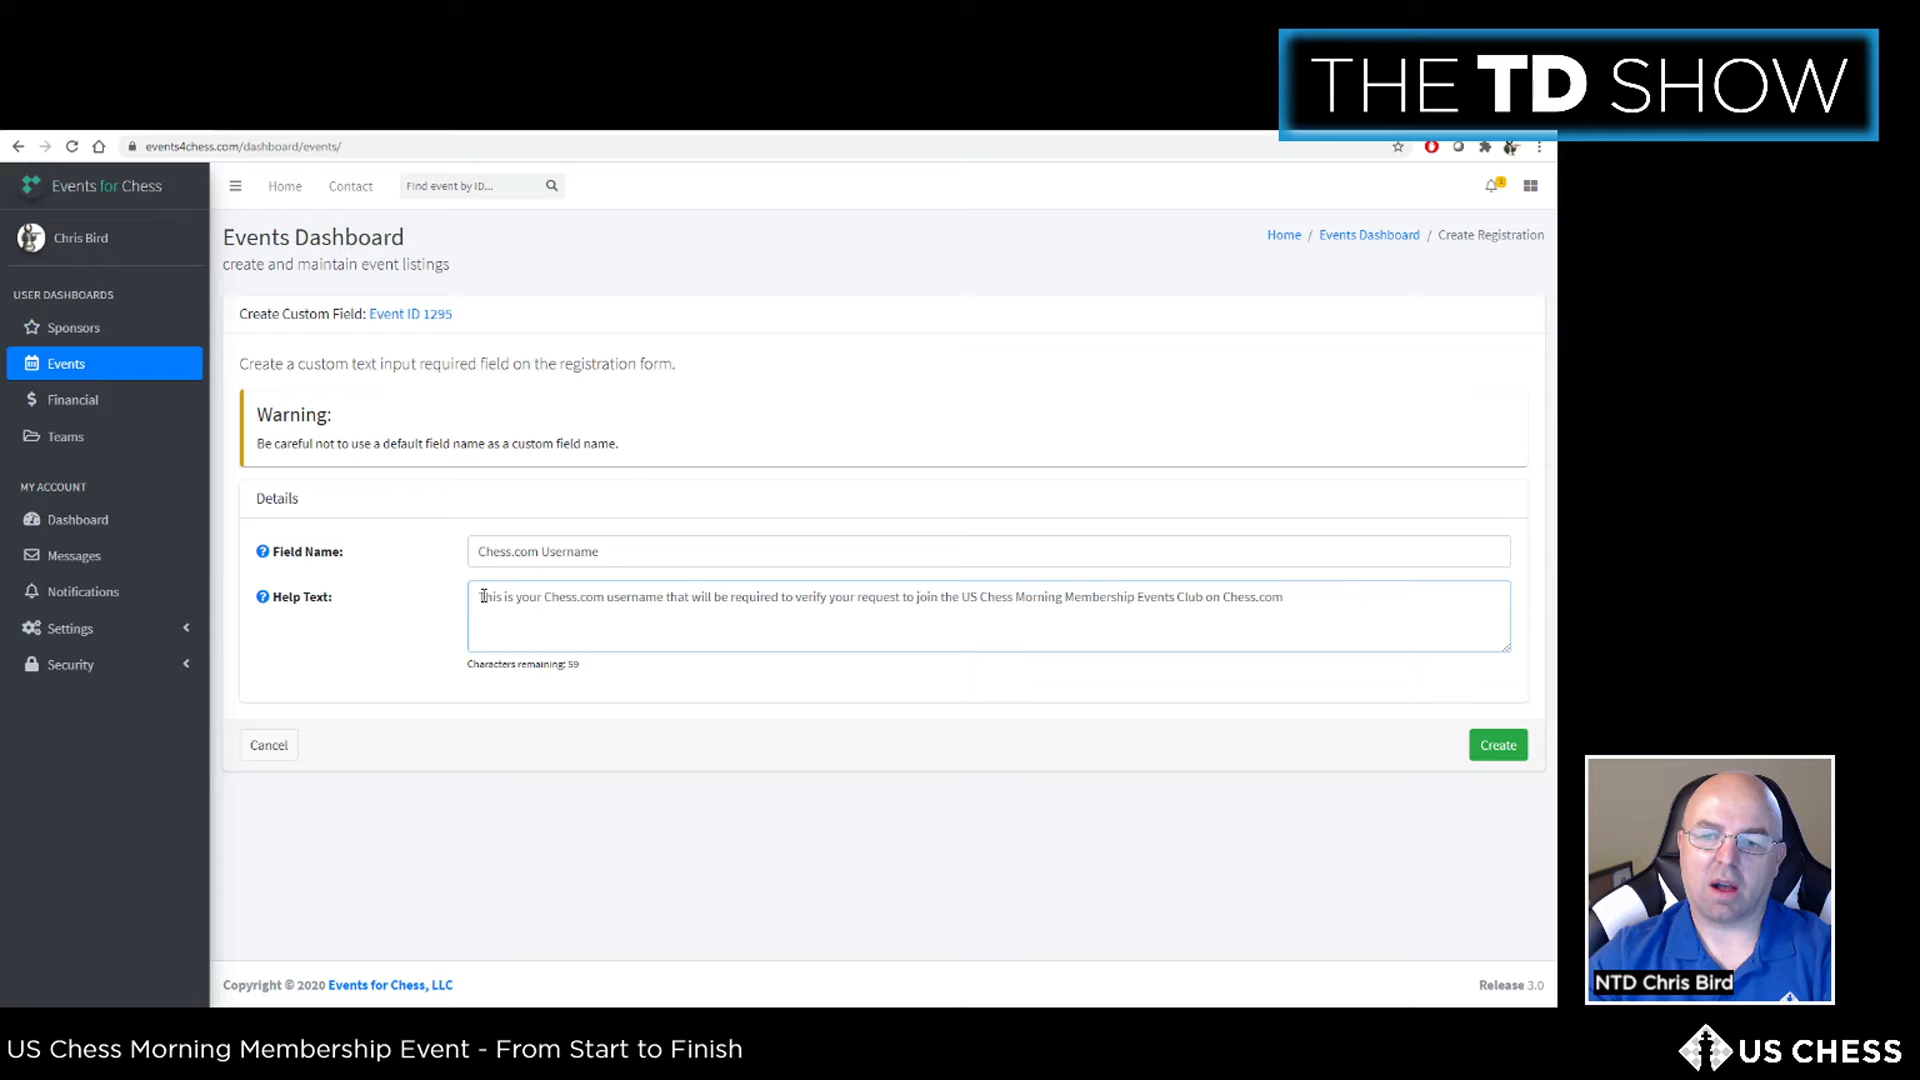 THE TD SHOW
events4chess.com/dashboard/events/
Events for Chess
Home
Contact
Find event by ID...
1
Chris Bird
Events Dashboard
create and maintain event listings
Home / Events Dashboard / Create Registration
USER DASHBOARDS
Sponsors
Events
Financial
Teams
MY ACCOUNT
Dashboard
Messages
Notifications
Settings
Security
Create Custom Field: Event ID 1295
Create a custom text input required field on the registration form.
Warning:
Be careful not to use a default field name as a custom field name.
Details
Field Name:
Chess.com Username
Help Text:
This is your Chess.com username that will be required to verify your request to join the US Chess Morning Membership Events Club on Chess.com
Characters remaining: 59
Cancel
Create
Copyright © 2020 Events for Chess, LLC
Release 3.0
NTD Chris Bird
US Chess Morning Membership Event - From Start to Finish
US CHESS